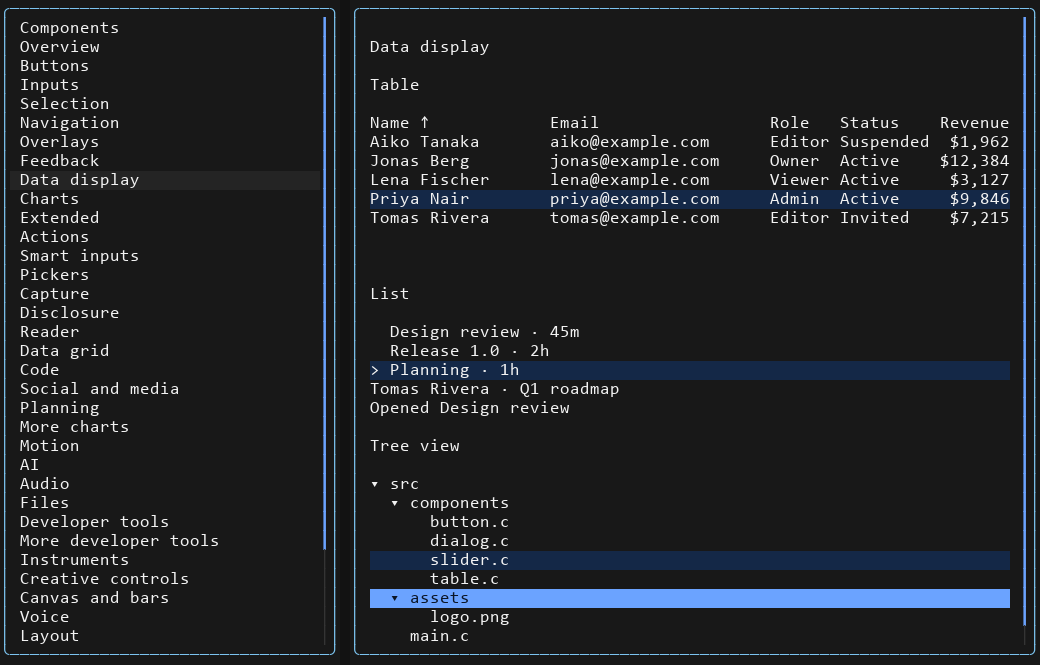 Components
Overview
Buttons
Inputs
Selection
Navigation
Overlays
Feedback
Data display
Charts
Extended
Actions
Smart inputs
Pickers
Capture
Disclosure
Reader
Data grid
Code
Social and media
Planning
More charts
Motion
AI
Audio
Files
Developer tools
More developer tools
Instruments
Creative controls
Canvas and bars
Voice
Layout
Data display
Table
Name ↑ Email Role Status Revenue
Aiko Tanaka aiko@example.com Editor Suspended $1,962
Jonas Berg jonas@example.com Owner Active $12,384
Lena Fischer lena@example.com Viewer Active $3,127
Priya Nair priya@example.com Admin Active $9,846
Tomas Rivera tomas@example.com Editor Invited $7,215
List
Design review · 45m
Release 1.0 · 2h
> Planning · 1h
Tomas Rivera · Q1 roadmap
Opened Design review
Tree view
▾ src
▾ components
button.c
dialog.c
slider.c
table.c
▾ assets
logo.png
main.c